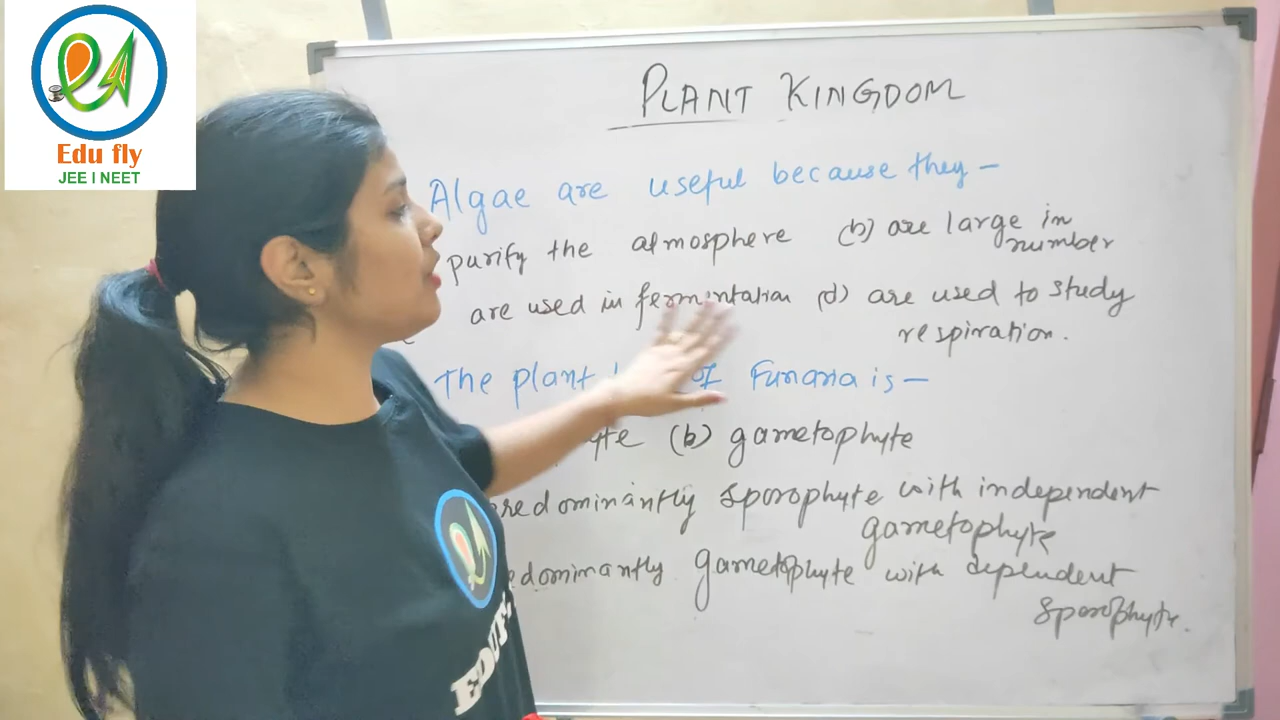 Edu fly
JEE I NEET
PLANT KINGDOM
Algae are useful because they -
purify the atmosphere (b) are large in number
are used in fermentation (d) are used to study respiration.
The plant of Funaria is -
(b) gametophyte
sporophyte with independent gametophyte
gametophyte with dependent sporophyte.